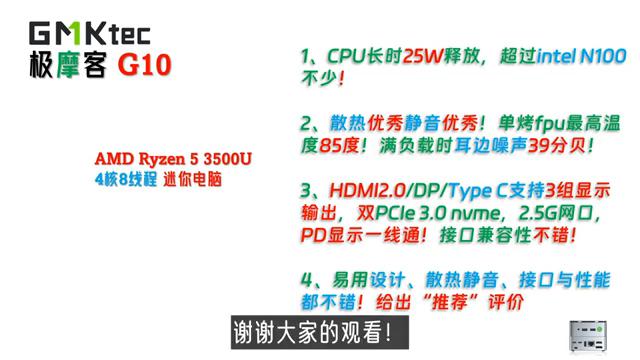 GMKtec
极摩客 G10
AMD Ryzen 5 3500U
4核8线程 迷你电脑
1、CPU长时25W释放，超过intel N100
不少！
2、散热优秀静音优秀！单烤fpu最高温
度85度！满负载时耳边噪声39分贝！
3、HDMI2.0/DP/Type C支持3组显示
输出，双PCIe 3.0 nvme，2.5G网口，
PD显示一线通！接口兼容性不错！
4、易用设计、散热静音、接口与性能
都不错！给出“推荐”评价
谢谢大家的观看！